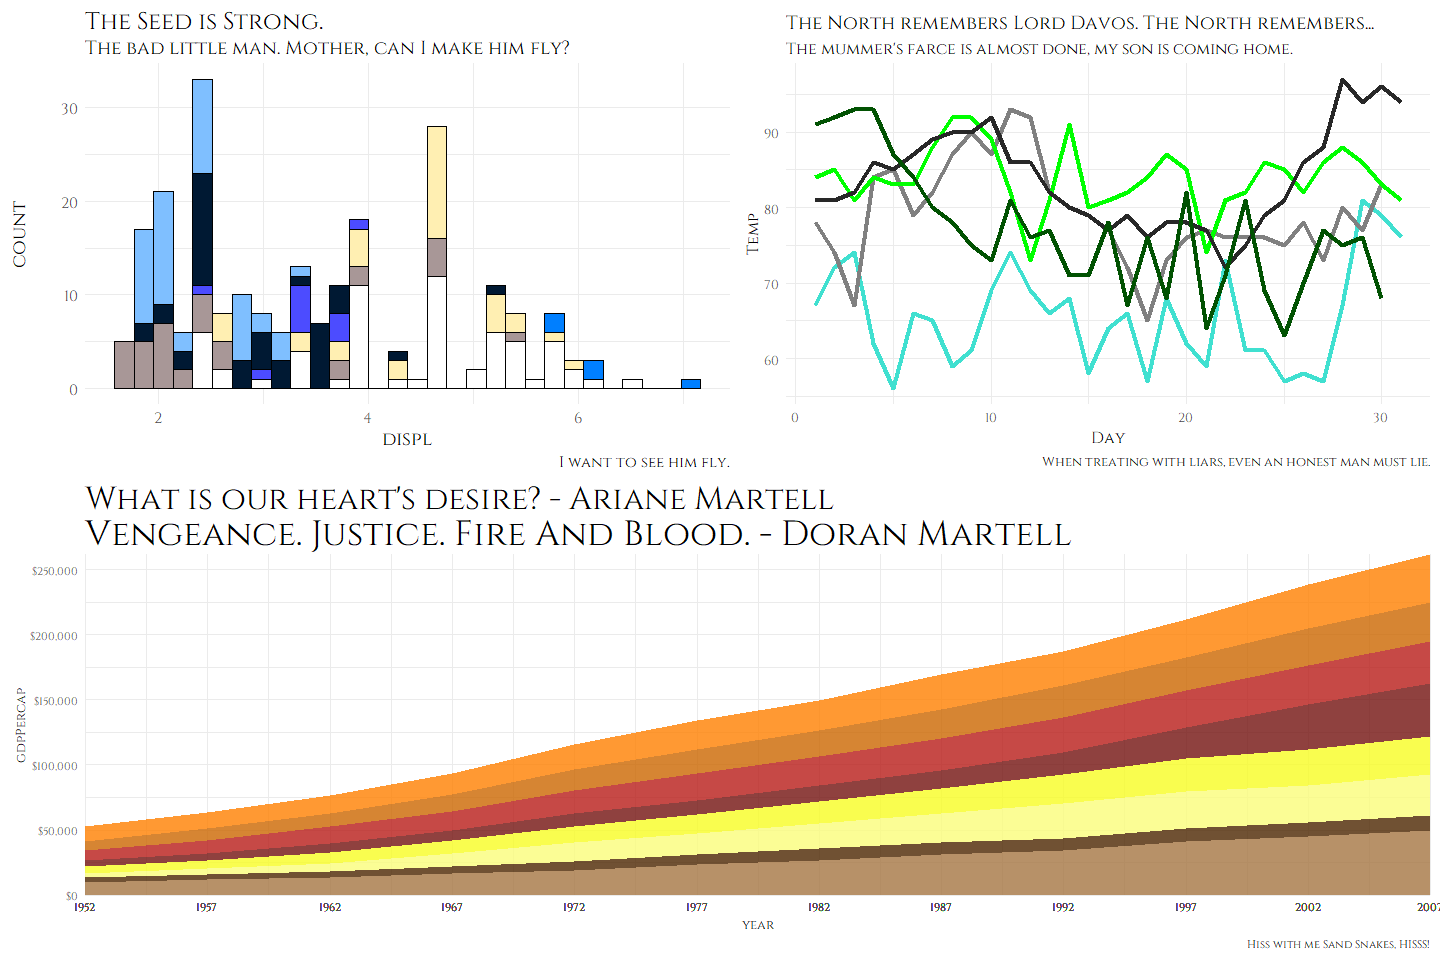 The Seed is Strong.
The bad little man. Mother, can I make him fly?
COUNT
30
20
10
0
2
4
6
DISPL
I want to see him fly.
The North remembers Lord Davos. The North remembers...
The mummer's farce is almost done, my son is coming home.
Temp
90
80
70
60
0
10
20
30
Day
When treating with liars, even an honest man must lie.
What is our heart's desire? - Ariane Martell
Vengeance. Justice. Fire And Blood. - Doran Martell
gdpPercap
$250,000
$200,000
$150,000
$100,000
$50,000
$0
1952
1957
1962
1967
1972
1977
1982
1987
1992
1997
2002
2007
year
Hiss with me Sand Snakes, HISSS!